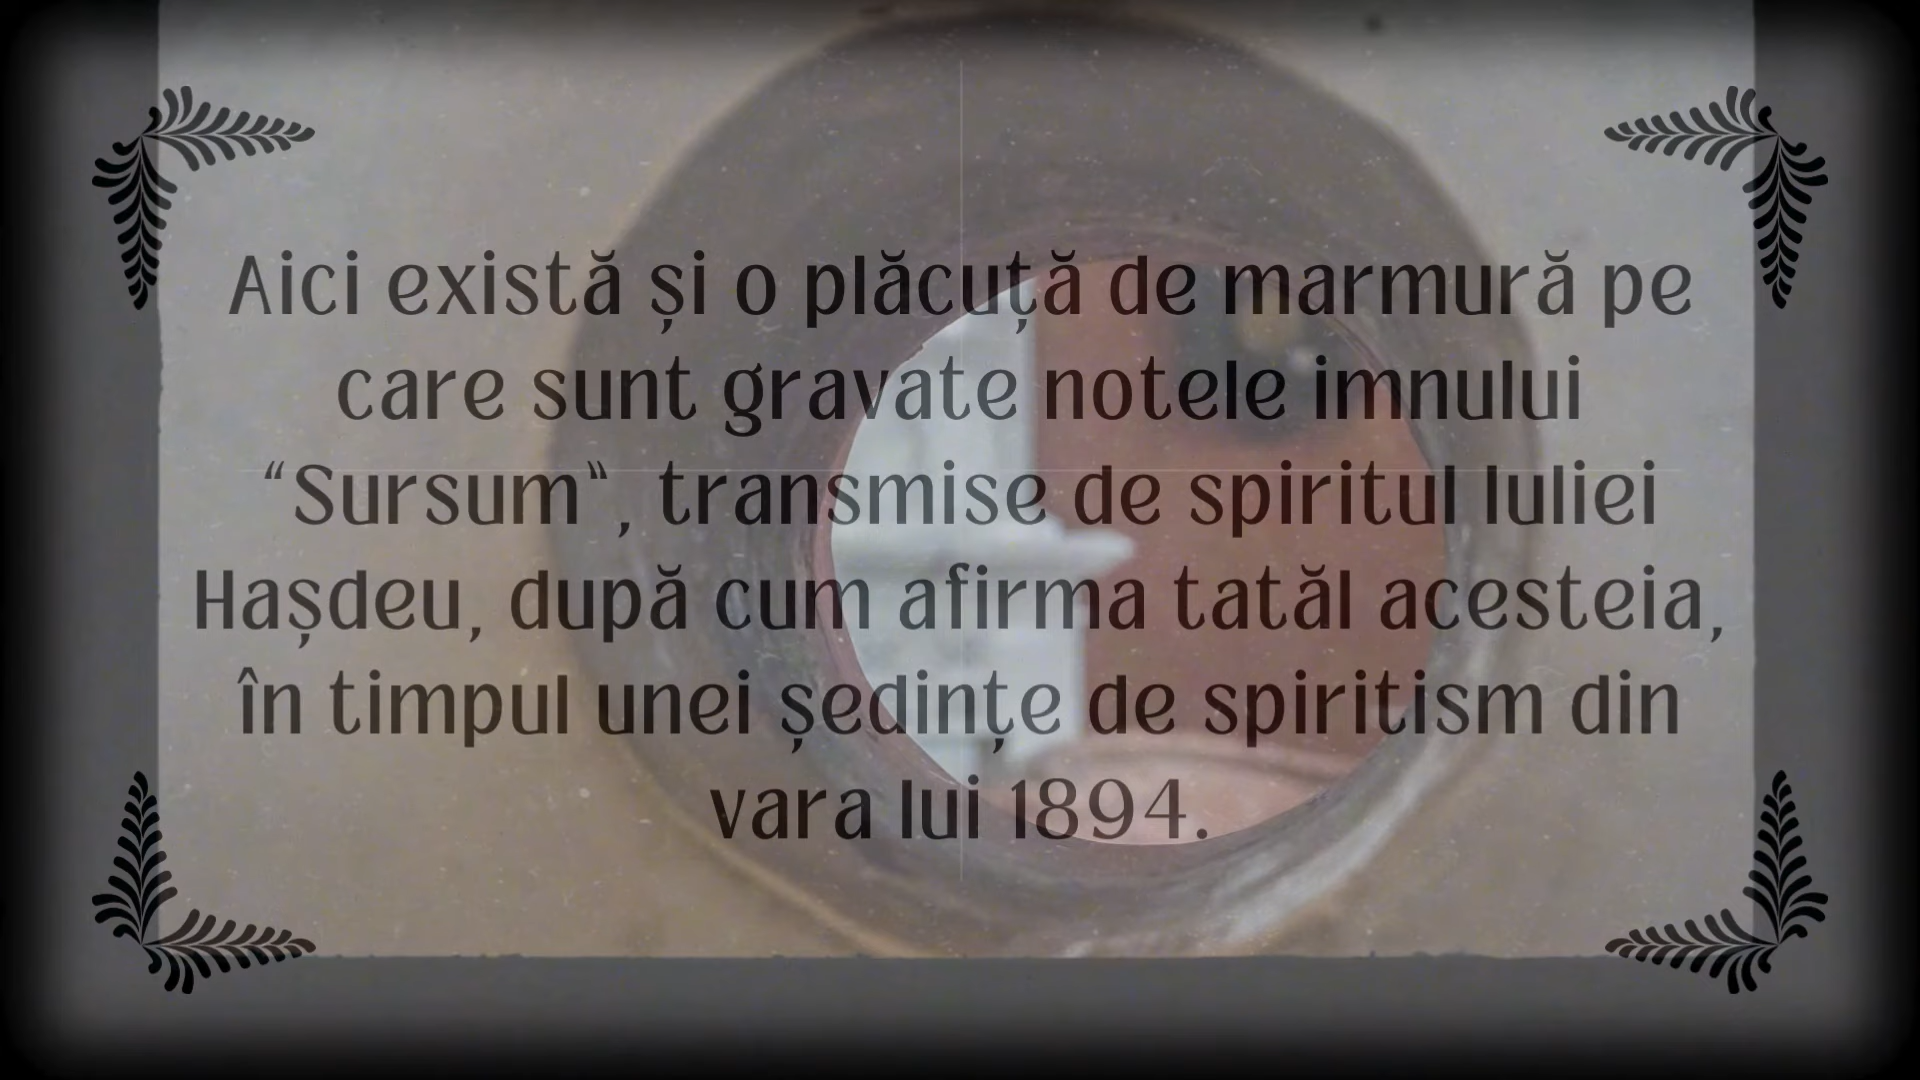 Aici există și o plăcuță de marmură pe
care sunt gravate notele imnului
“Sursum”, transmise de spiritul Iuliei
Hașdeu, după cum afirma tatăl acesteia,
în timpul unei ședințe de spiritism din
vara lui 1894.